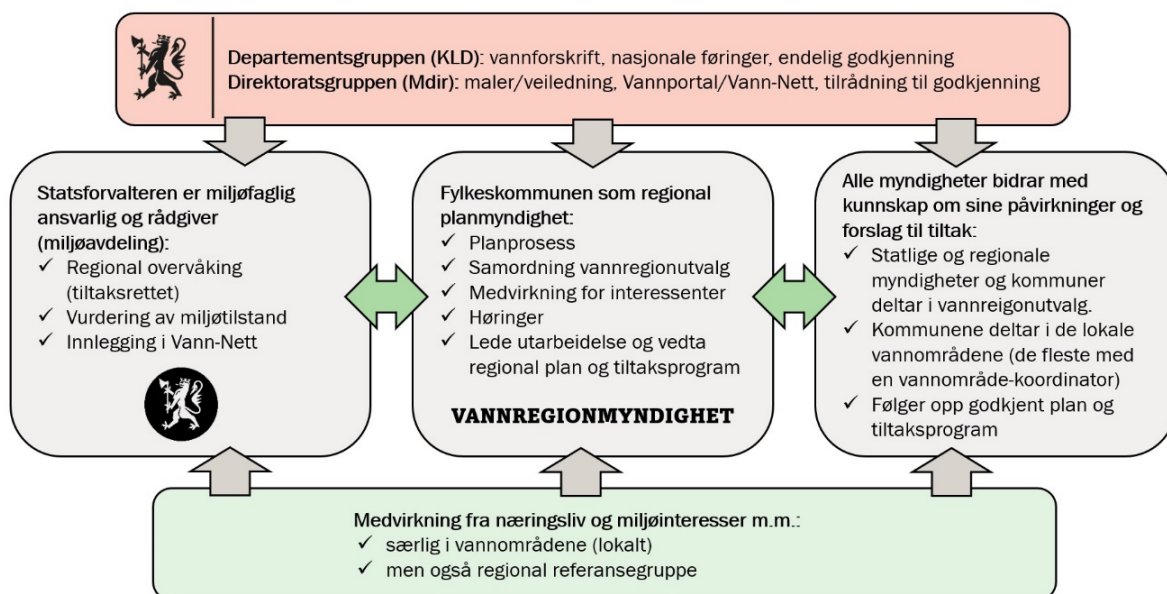 Departementsgruppen (KLD): vannforskrift, nasjonale føringer, endelig godkjenning
Direktoratsgruppen (Mdir): maler/veiledning, Vannportal/Vann-Nett, tilrådning til godkjenning
Statsforvalteren er miljøfaglig
ansvarlig og rådgiver
(miljøavdeling):
✓ Regional overvåking
(tiltaksrettet)
✓ Vurdering av miljøtilstand
✓ Innlegging i Vann-Nett
Fylkeskommunen som regional
planmyndighet:
✓ Planprosess
✓ Samordning vannregionutvalg
✓ Medvirkning for interessenter
✓ Høringer
✓ Lede utarbeidelse og vedta
regional plan og tiltaksprogram
VANNREGIONMYNDIGHET
Alle myndigheter bidrar med
kunnskap om sine påvirkninger og
forslag til tiltak:
✓ Statlige og regionale
myndigheter og kommuner
deltar i vannreigonutvalg.
✓ Kommunene deltar i de lokale
vannområdene (de fleste med
en vannområde-koordinator)
✓ Følger opp godkjent plan og
tiltaksprogram
Medvirkning fra næringsliv og miljøinteresser m.m.:
✓ særlig i vannområdene (lokalt)
✓ men også regional referansegruppe